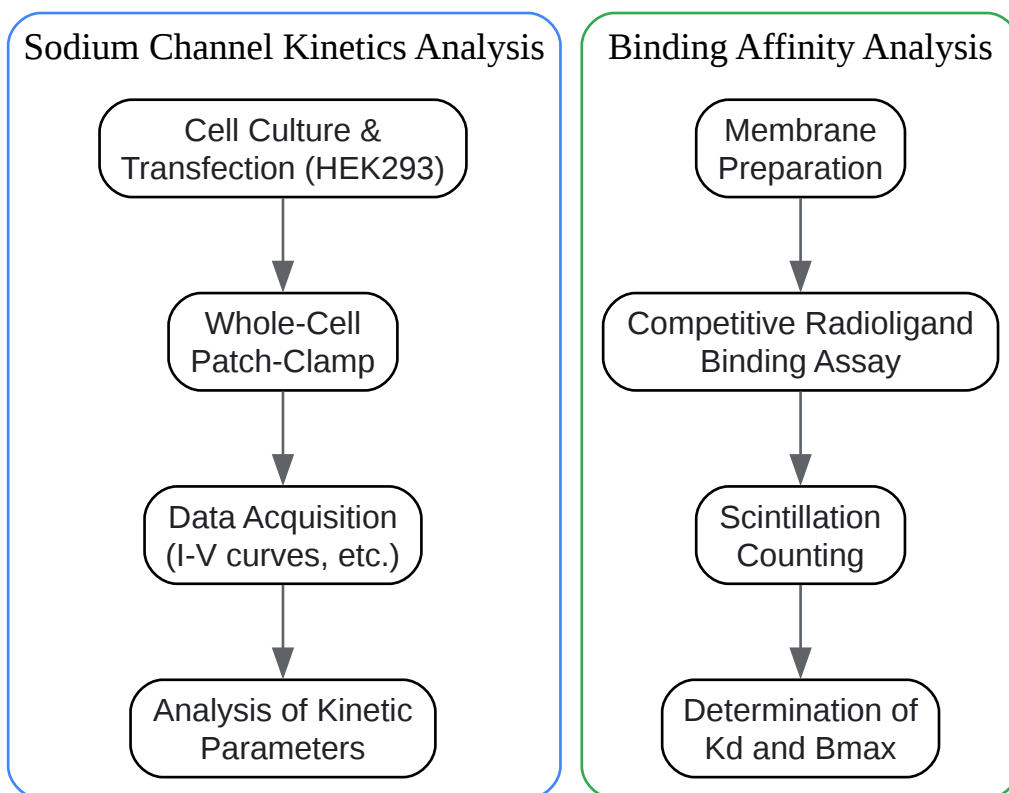 Sodium Channel Kinetics Analysis
Cell Culture &
Transfection (HEK293)
Whole-Cell
Patch-Clamp
Data Acquisition
(I-V curves, etc.)
Analysis of Kinetic
Parameters
Binding Affinity Analysis
Membrane
Preparation
Competitive Radioligand
Binding Assay
Scintillation
Counting
Determination of
Kd and Bmax